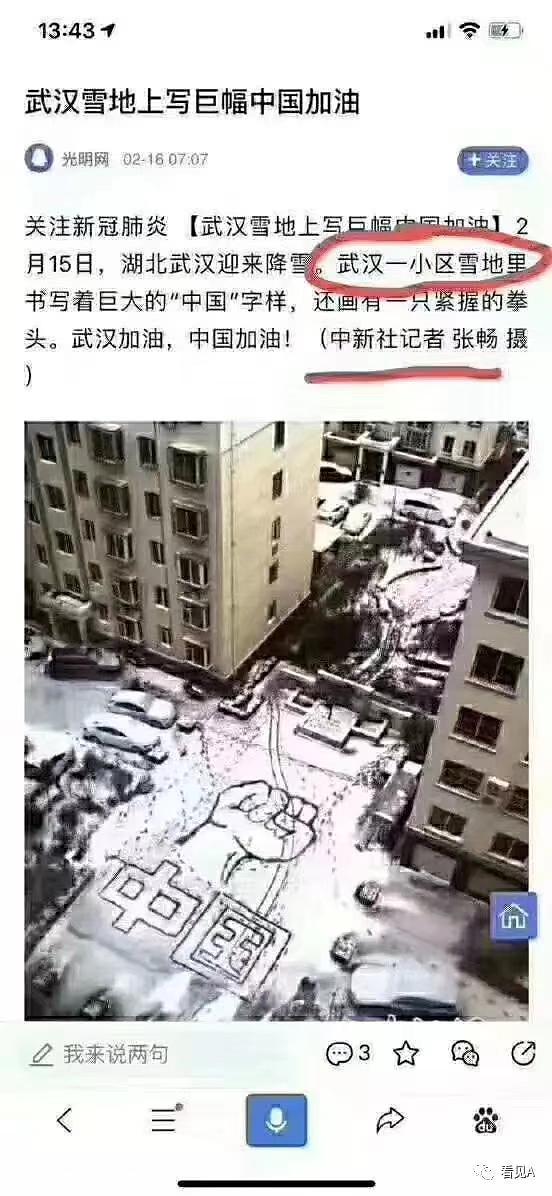 13:43
武汉雪地上写巨幅中国加油
光明网 02-16 07:07
+ 关注
关注新冠肺炎 【武汉雪地上写巨幅中国加油】2
月15日，湖北武汉迎来降雪。武汉一小区雪地里
书写着巨大的“中国”字样，还画有一只紧握的拳
头。武汉加油，中国加油！（中新社记者 张畅 摄
）
中国
我来说两句
3
du
看见A